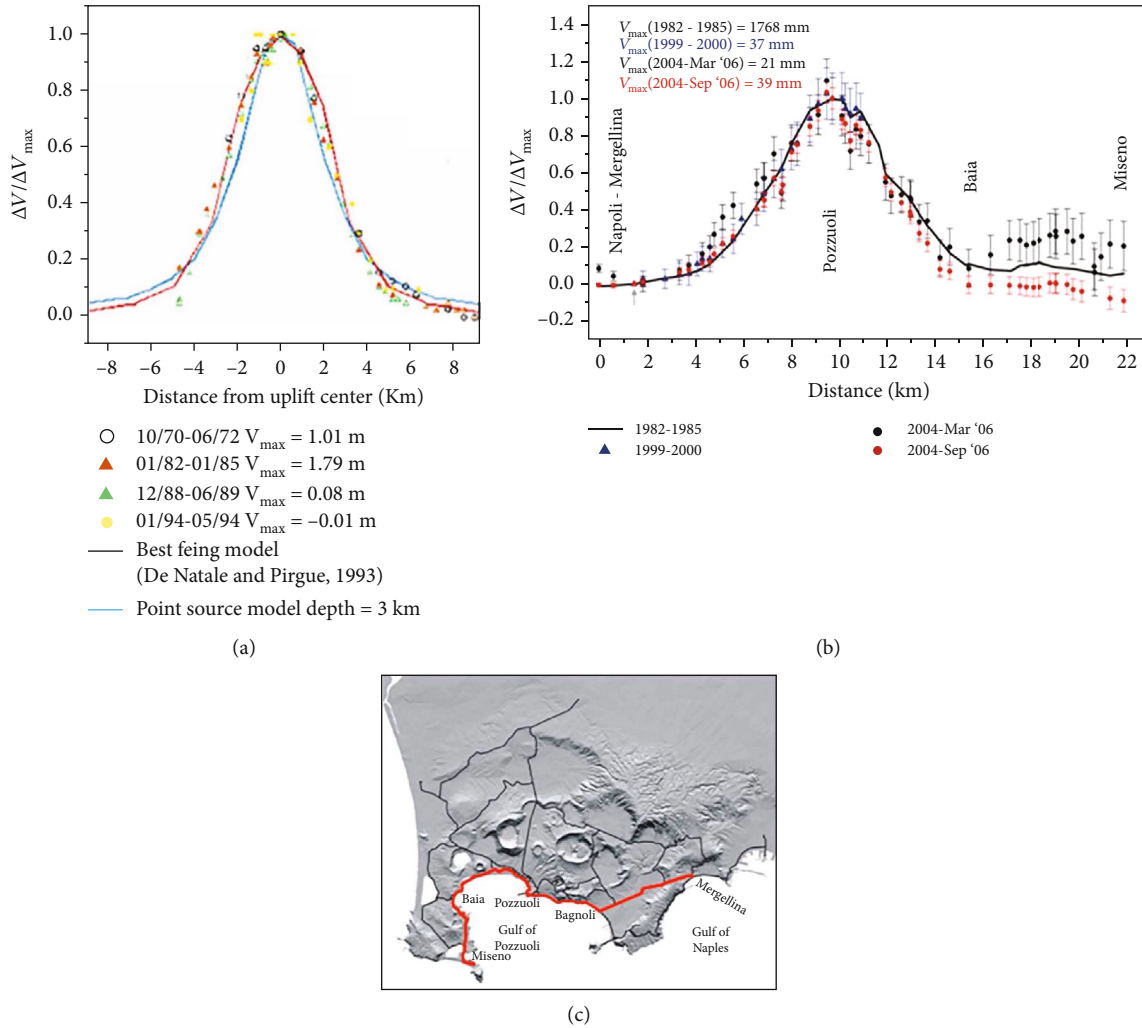 1.0
0.8
0.6
0.4
0.2
0.0
ΔV/ΔVmax
–8 –6 –4 –2 0 2 4 6 8
Distance from uplift center (Km)
10/70-06/72 Vmax = 1.01 m
01/82-01/85 Vmax = 1.79 m
12/88-06/89 Vmax = 0.08 m
01/94-05/94 Vmax = –0.01 m
Best feing model
(De Natale and Pirgue, 1993)
Point source model depth = 3 km
(a)
Vmax(1982 - 1985) = 1768 mm
Vmax(1999 - 2000) = 37 mm
Vmax(2004-Mar ‘06) = 21 mm
Vmax(2004-Sep ‘06) = 39 mm
1.4
1.2
1.0
0.8
0.6
0.4
0.2
0.0
–0.2
ΔV/ΔVmax
Napoli - Mergellina
Pozzuoli
Baia
Miseno
0 2 4 6 8 10 12 14 16 18 20 22
Distance (km)
1982-1985
1999-2000
2004-Mar ‘06
2004-Sep ‘06
(b)
Baia
Pozzuoli
Bagnoli
Mergellina
Gulf of
Pozzuoli
Gulf of
Naples
Miseno
(c)